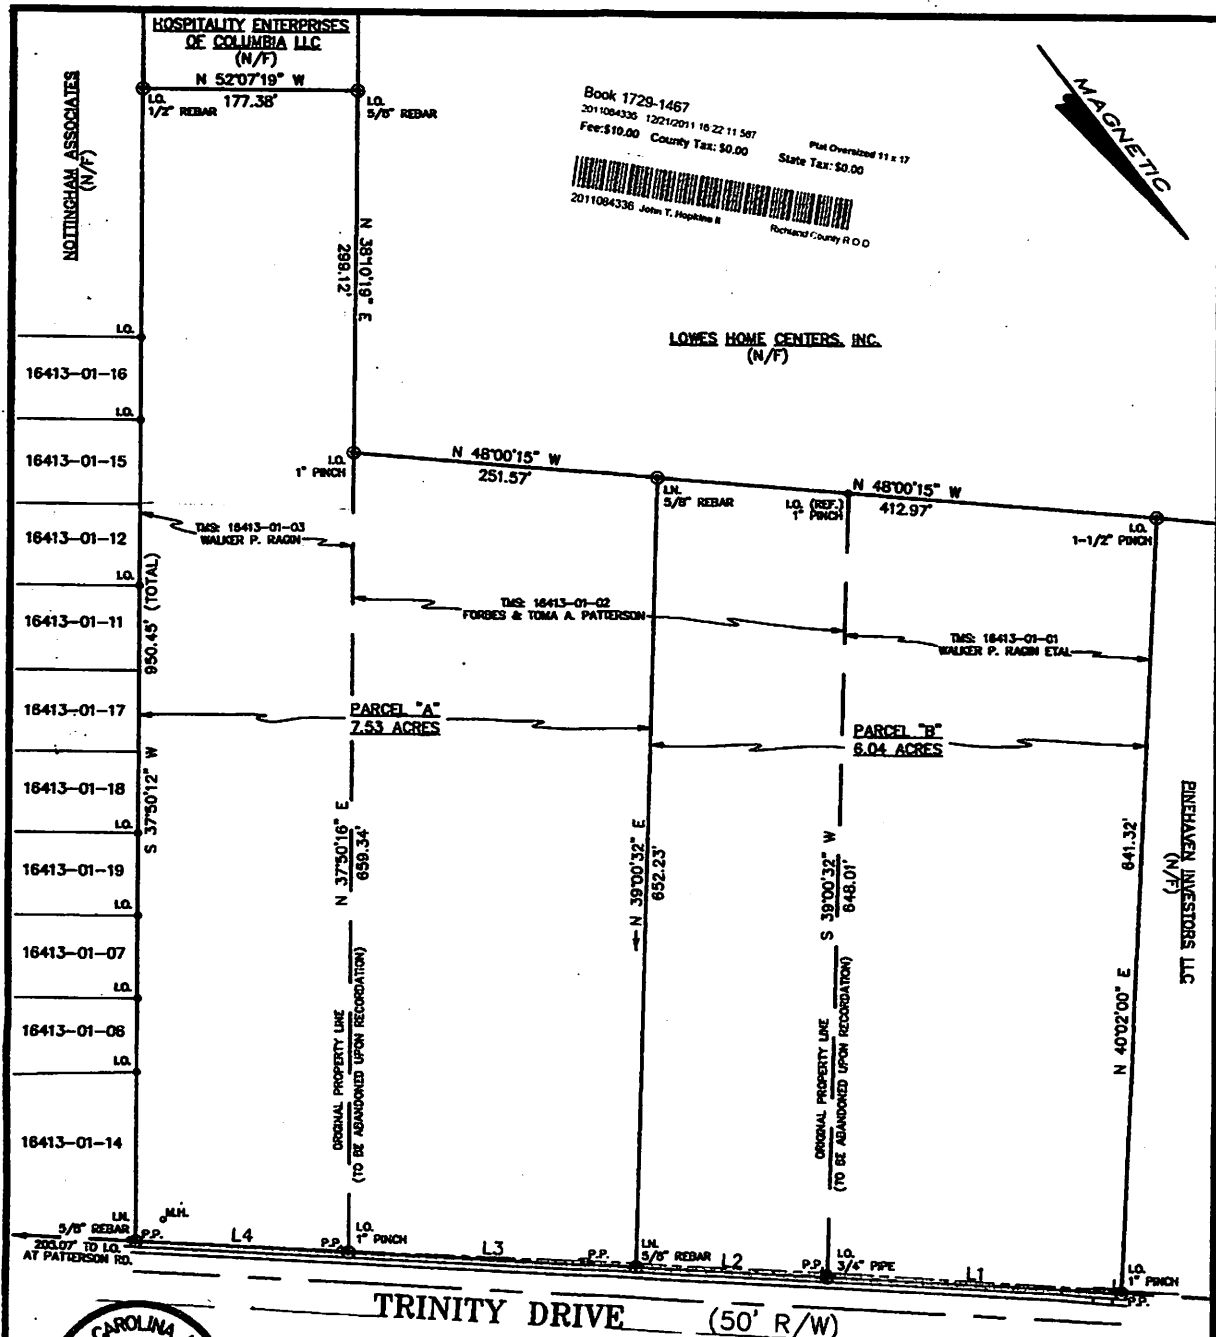 HOSPITALITY ENTERPRISES
OF COLUMBIA LLC
(N/F)
N 52°07'19" W
177.38'
I.O.
1/2" REBAR
I.O.
5/8" REBAR
NOTTINGHAM ASSOCIATES
(N/F)
Book 1729-1467
2011084336 12/21/2011 16:22:11 587
Plat Oversized 11 x 17
Fee:$10.00 County Tax: $0.00 State Tax: $0.00
2011084336 John T. Hopkins II
Richland County R O D
MAGNETIC
N 38°10'19" E
299.12'
LOWES HOME CENTERS, INC.
(N/F)
I.O.
16413-01-16
I.O.
16413-01-15
I.O.
1" PINCH
N 48°00'15" W
251.57'
I.N.
5/8" REBAR
I.O. (REF.)
1" PINCH
N 48°00'15" W
412.97'
I.O.
1-1/2" PINCH
16413-01-12
TMS: 16413-01-03
WALKER P. RAGIN
I.O.
16413-01-11
950.45' (TOTAL)
S 37°50'12" W
TMS: 16413-01-02
FORBES & TOMA A. PATTERSON
TMS: 16413-01-01
WALKER P. RAGIN ETAL
16413-01-17
PARCEL "A"
7.53 ACRES
PARCEL "B"
6.04 ACRES
16413-01-18
I.O.
16413-01-19
I.O.
16413-01-07
I.O.
16413-01-06
I.O.
16413-01-14
N 37°50'16" E
659.34'
N 39°00'32" E
652.23'
S 39°00'32" W
648.01'
641.32'
N 40°02'00" E
PINEHAVEN INVESTORS LLC
(N/F)
ORIGINAL PROPERTY LINE
(TO BE ABANDONED UPON RECORDATION)
ORIGINAL PROPERTY LINE
(TO BE ABANDONED UPON RECORDATION)
I.N.
5/8" REBAR
M.H.
P.P.
205.07' TO I.O.
AT PATTERSON RD.
L4
P.P.
I.O.
1" PINCH
L3
P.P.
I.N.
5/8" REBAR
L2
P.P.
I.O.
3/4" PIPE
L1
I.O.
1" PINCH
P.P.
TRINITY DRIVE (50' R/W)
CAROLINA